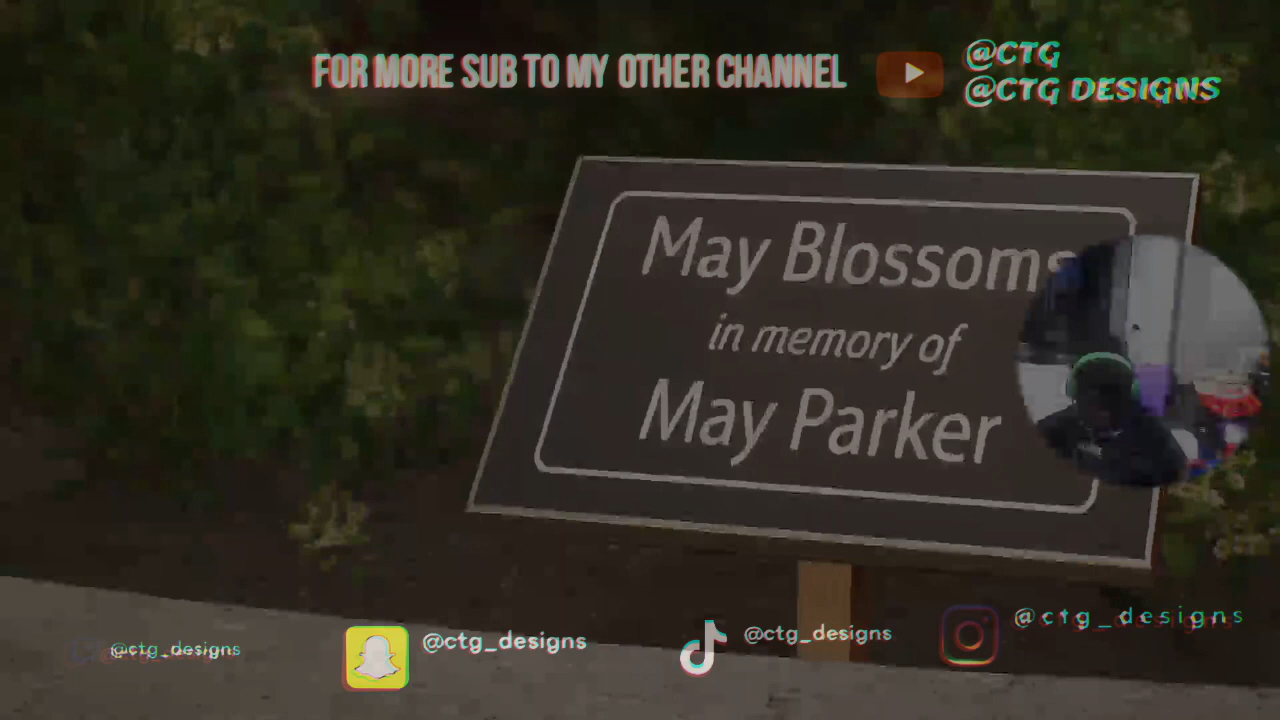 FOR MORE SUB TO MY OTHER CHANNEL
@CTG
@CTG DESIGNS
May Blossoms
in memory of
May Parker
@ctg_designs
@ctg_designs
@ctg_designs
@ctg_designs